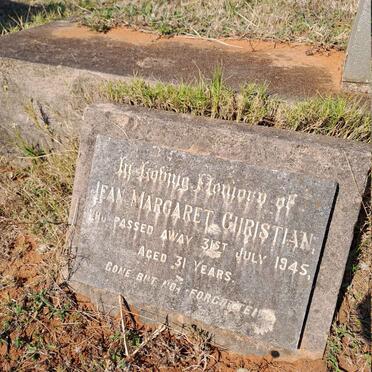 In Loving Memory of
JEAN MARGARET CHRISTIAN,
WHO PASSED AWAY 31ST JULY 1945,
AGED 31 YEARS.
GONE BUT NOT FORGOTTEN